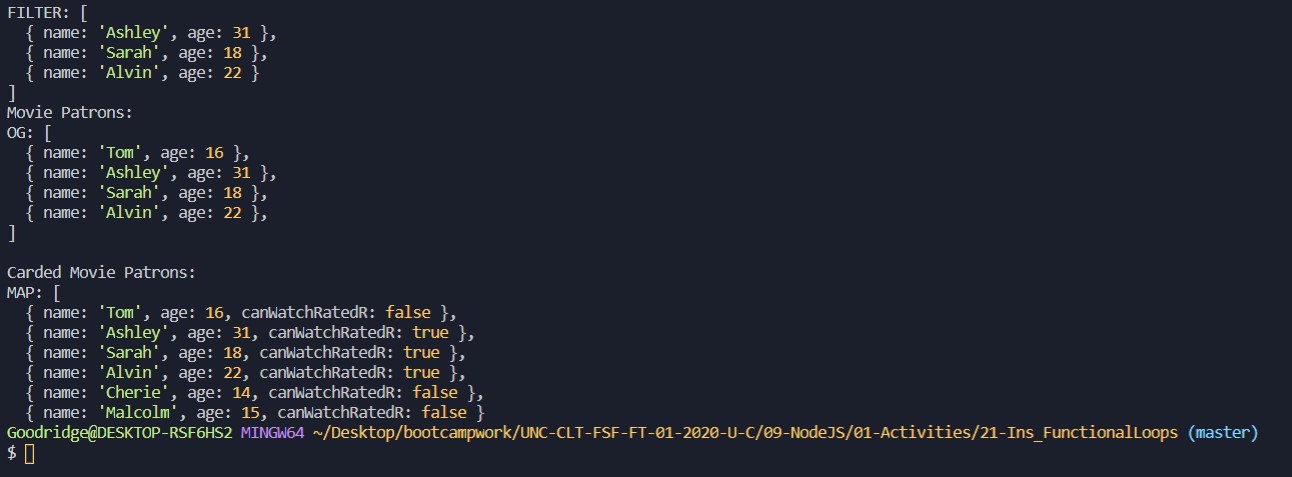 FILTER: [
  { name: 'Ashley', age: 31 },
  { name: 'Sarah', age: 18 },
  { name: 'Alvin', age: 22 }
]
Movie Patrons:
OG: [
  { name: 'Tom', age: 16 },
  { name: 'Ashley', age: 31 },
  { name: 'Sarah', age: 18 },
  { name: 'Alvin', age: 22 },
]

Carded Movie Patrons:
MAP: [
  { name: 'Tom', age: 16, canWatchRatedR: false },
  { name: 'Ashley', age: 31, canWatchRatedR: true },
  { name: 'Sarah', age: 18, canWatchRatedR: true },
  { name: 'Alvin', age: 22, canWatchRatedR: true },
  { name: 'Cherie', age: 14, canWatchRatedR: false },
  { name: 'Malcolm', age: 15, canWatchRatedR: false }
Goodridge@DESKTOP-RSF6HS2 MINGW64 ~/Desktop/bootcampwork/UNC-CLT-FSF-FT-01-2020-U-C/09-NodeJS/01-Activities/21-Ins_FunctionalLoops (master)
$